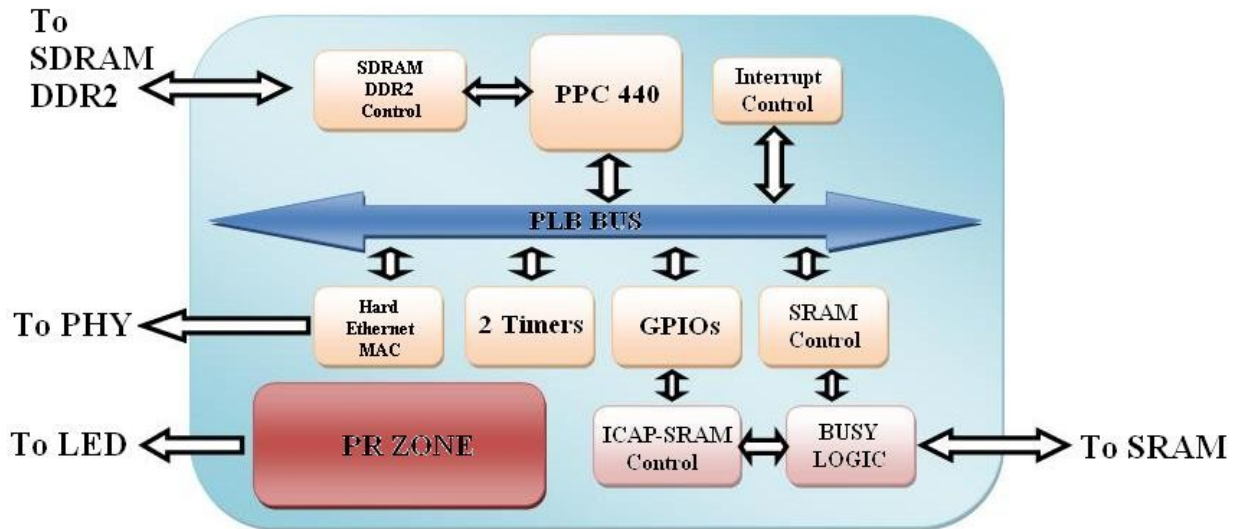 To
SDRAM
DDR2
SDRAM
DDR2
Control
PPC 440
Interrupt
Control
PLB BUS
To PHY
Hard
Ethernet
MAC
2 Timers
GPIOs
SRAM
Control
To LED
PR ZONE
ICAP-SRAM
Control
BUSY
LOGIC
To SRAM